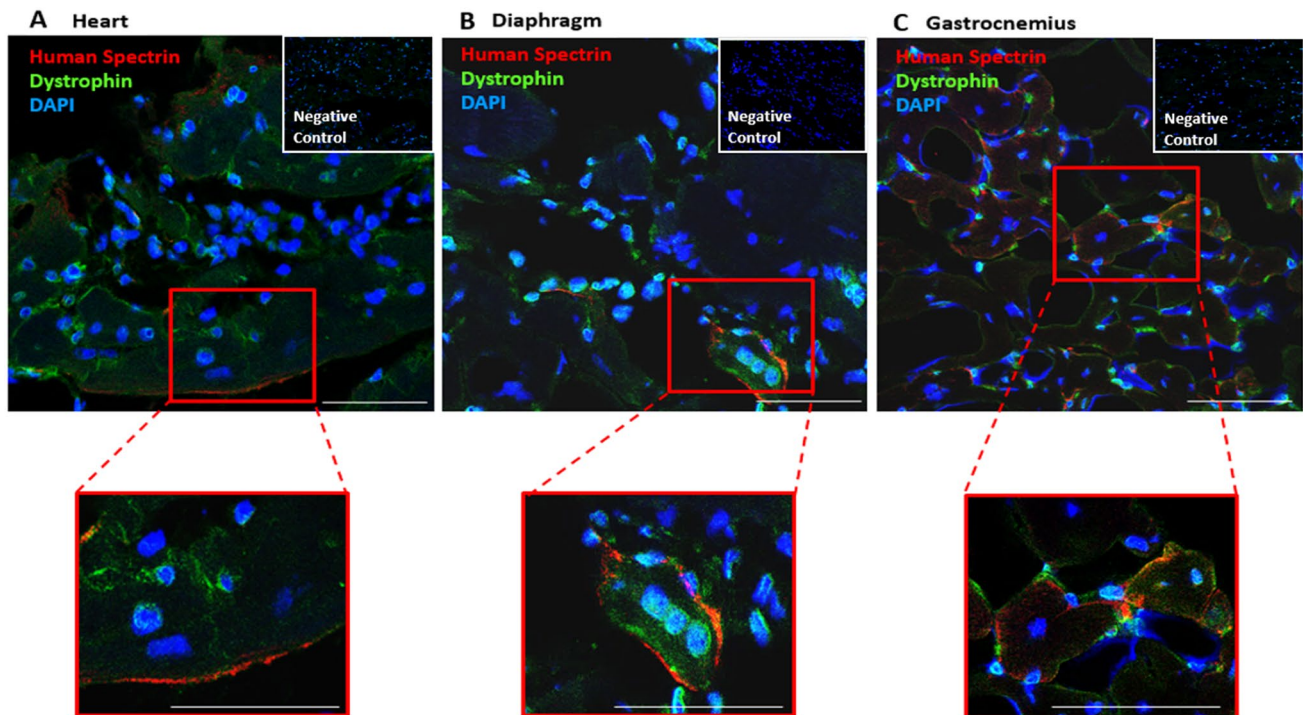 A Heart
Human Spectrin
Dystrophin
DAPI
Negative
Control
B Diaphragm
Human Spectrin
Dystrophin
DAPI
Negative
Control
C Gastrocnemius
Human Spectrin
Dystrophin
DAPI
Negative
Control